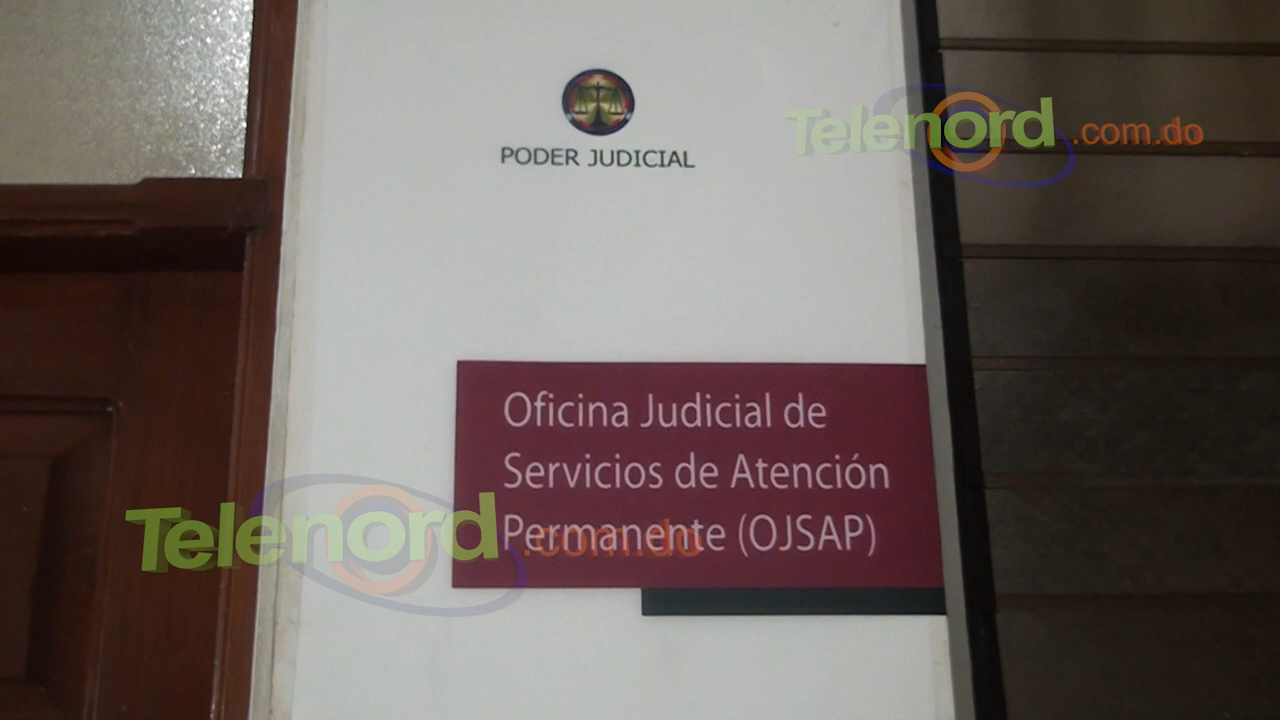 Telenord.com.do
PODER JUDICIAL
Oficina Judicial de
Servicios de Atención
Permanente (OJSAP)
Telenord.com.do